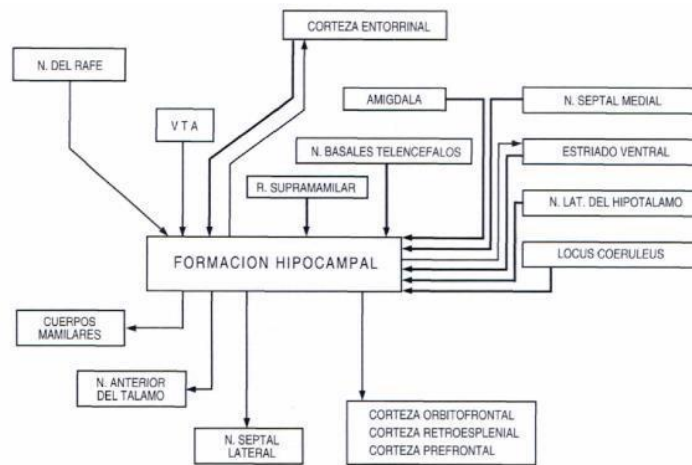 CORTEZA ENTORRINAL
N. DEL RAFE
AMIGDALA
N. SEPTAL MEDIAL
V T A
N. BASALES TELENCEFALOS
ESTRIADO VENTRAL
R. SUPRAMAMILAR
N. LAT. DEL HIPOTALAMO
FORMACION HIPOCAMPAL
LOCUS COERULEUS
CUERPOS
MAMILARES
N. ANTERIOR
DEL TALAMO
N. SEPTAL
LATERAL
CORTEZA ORBITOFRONTAL
CORTEZA RETROESPLENIAL
CORTEZA PREFRONTAL